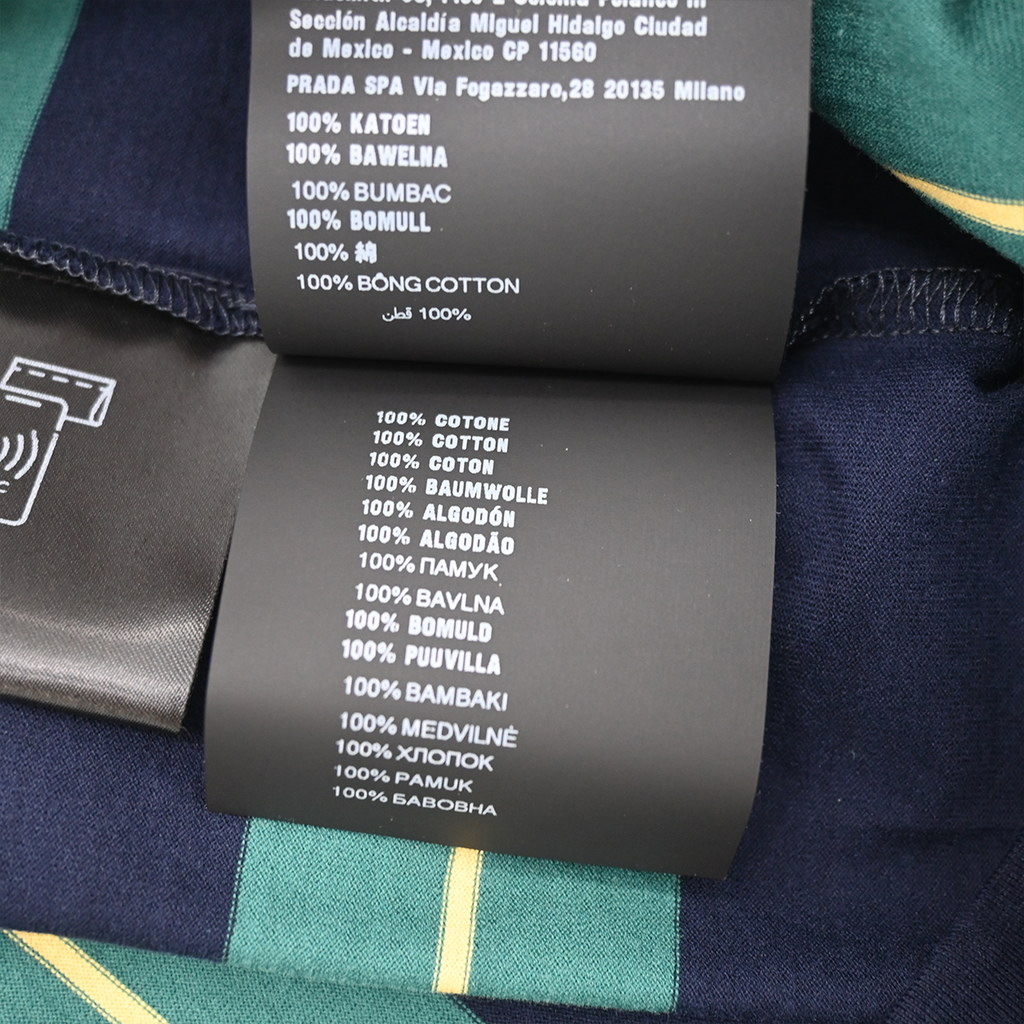 Sección Alcaldía Miguel Hidalgo Ciudad
de Mexico - Mexico CP 11560
PRADA SPA Via Fogazzaro,28 20135 Milano
100% KATOEN
100% BAWELNA
100% BUMBAC
100% BOMULL
100% 綿
100% BÔNG COTTON
100% قطن
100% COTONE
100% COTTON
100% COTON
100% BAUMWOLLE
100% ALGODÓN
100% ALGODÃO
100% ПАМУК
100% BAVLNA
100% BOMULD
100% PUUVILLA
100% BAMBAKI
100% MEDVILNĖ
100% ХЛОПОК
100% PAMUK
100% БАВОВНА